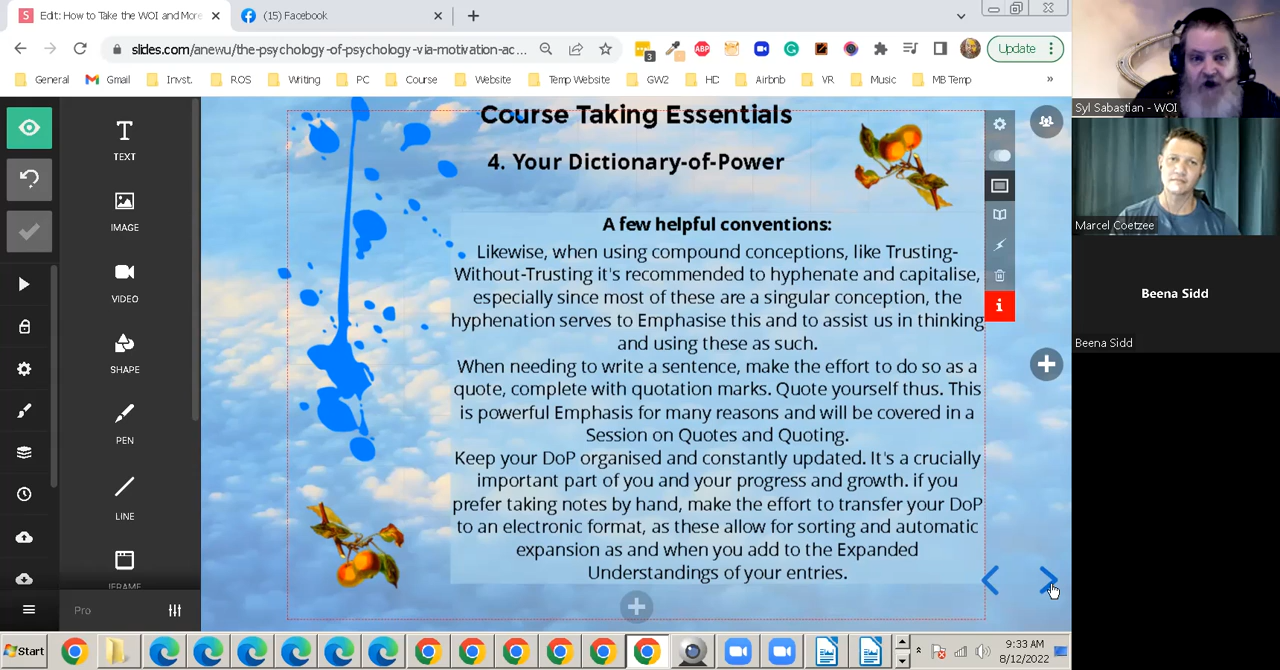 Edit: How to Take the WOI and More
(15) Facebook
slides.com/anewu/the-psychology-of-psychology-via-motivation-ac...
3
ABP
Update
General
Gmail
Invst.
ROS
Writing
PC
Course
Website
Temp Website
GW2
HD
Airbnb
VR
Music
MB Temp
»
TEXT
IMAGE
VIDEO
SHAPE
PEN
LINE
IFRAME
Pro
Course Taking Essentials
4. Your Dictionary-of-Power
A few helpful conventions:
Likewise, when using compound conceptions, like Trusting-
Without-Trusting it's recommended to hyphenate and capitalise,
especially since most of these are a singular conception, the
hyphenation serves to Emphasise this and to assist us in thinking
and using these as such.
When needing to write a sentence, make the effort to do so as a
quote, complete with quotation marks. Quote yourself thus. This
is powerful Emphasis for many reasons and will be covered in a
Session on Quotes and Quoting.
Keep your DoP organised and constantly updated. It's a crucially
important part of you and your progress and growth. if you
prefer taking notes by hand, make the effort to transfer your DoP
to an electronic format, as these allow for sorting and automatic
expansion as and when you add to the Expanded
Understandings of your entries.
Syl Sabastian - WOI
Marcel Coetzee
Beena Sidd
Beena Sidd
Start
9:33 AM
8/12/2022